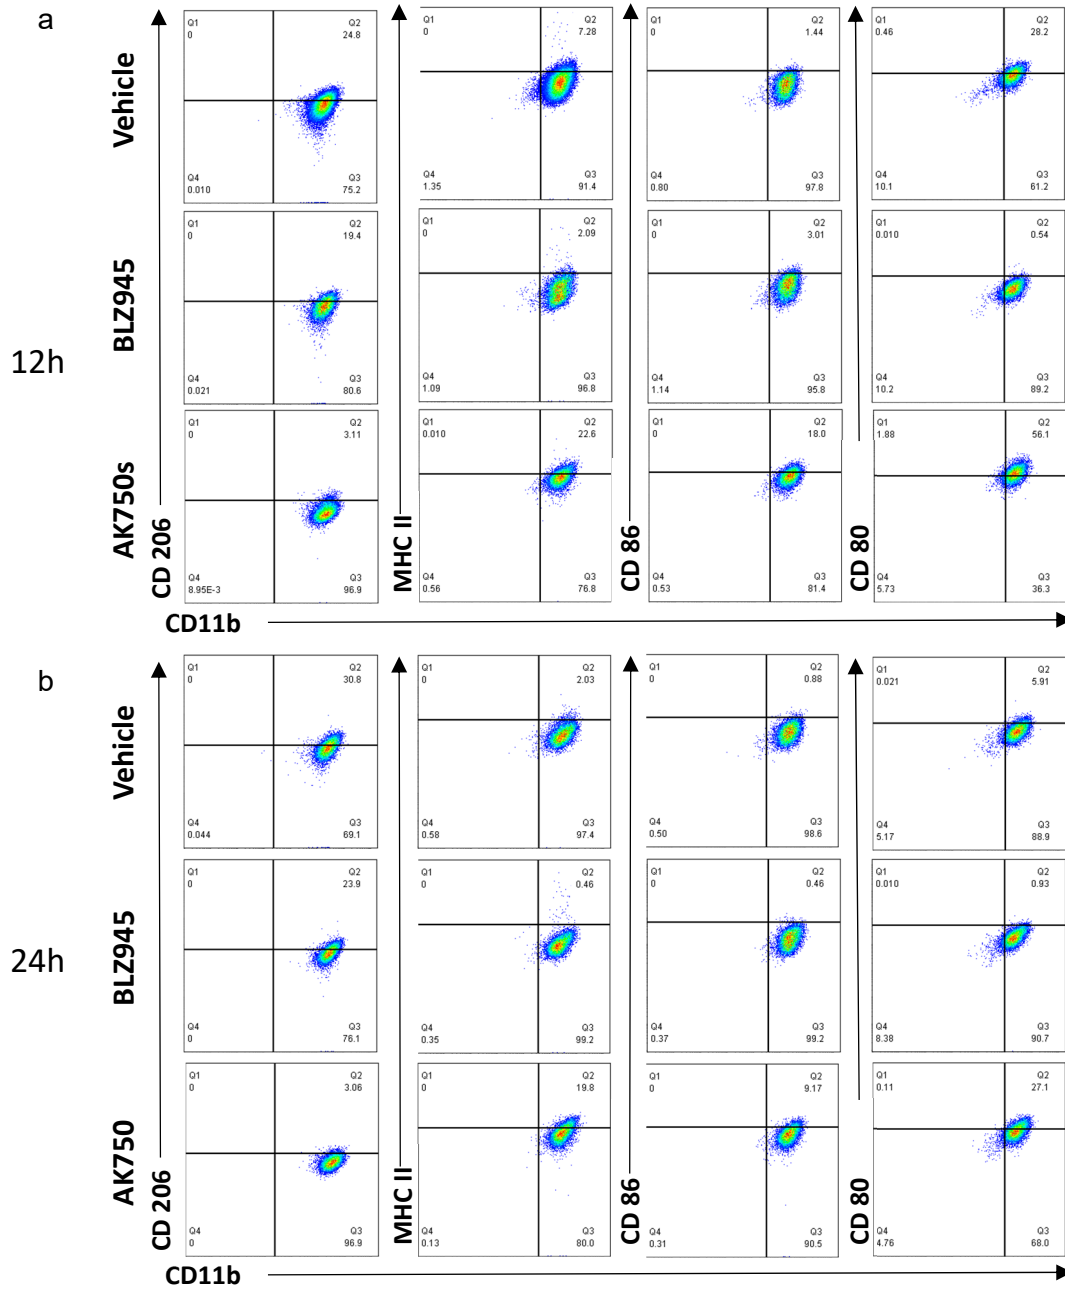 a
Vehicle
Q1
0
Q2
24.8
Q4
0.010
Q3
75.2
Q1
0
Q2
7.28
Q4
1.35
Q3
91.4
Q1
0
Q2
1.44
Q4
0.80
Q3
97.8
Q1
0.46
Q2
28.2
Q4
10.1
Q3
61.2
12h
BLZ945
Q1
0
Q2
19.4
Q4
0.021
Q3
80.6
Q1
0
Q2
2.09
Q4
1.09
Q3
96.8
Q1
0
Q2
3.01
Q4
1.14
Q3
95.8
Q1
0.010
Q2
0.54
Q4
10.2
Q3
89.2
AK750s
Q1
0
Q2
3.11
Q4
8.95E-3
Q3
96.9
Q1
0.010
Q2
22.6
Q4
0.56
Q3
76.8
Q1
0
Q2
18.0
Q4
0.53
Q3
81.4
Q1
1.88
Q2
56.1
Q4
5.73
Q3
36.3
CD 206
MHC II
CD 86
CD 80
CD11b
b
Vehicle
Q1
0
Q2
30.8
Q4
0.044
Q3
69.1
Q1
0
Q2
2.03
Q4
0.58
Q3
97.4
Q1
0
Q2
0.88
Q4
0.50
Q3
98.6
Q1
0.021
Q2
5.91
Q4
5.17
Q3
88.9
24h
BLZ945
Q1
0
Q2
23.9
Q4
0
Q3
76.1
Q1
0
Q2
0.46
Q4
0.35
Q3
99.2
Q1
0
Q2
0.46
Q4
0.37
Q3
99.2
Q1
0.010
Q2
0.93
Q4
8.38
Q3
90.7
AK750
Q1
0
Q2
3.06
Q4
0
Q3
96.9
Q1
0
Q2
19.8
Q4
0.13
Q3
80.0
Q1
0
Q2
9.17
Q4
0.31
Q3
90.5
Q1
0.11
Q2
27.1
Q4
4.76
Q3
68.0
CD 206
MHC II
CD 86
CD 80
CD11b